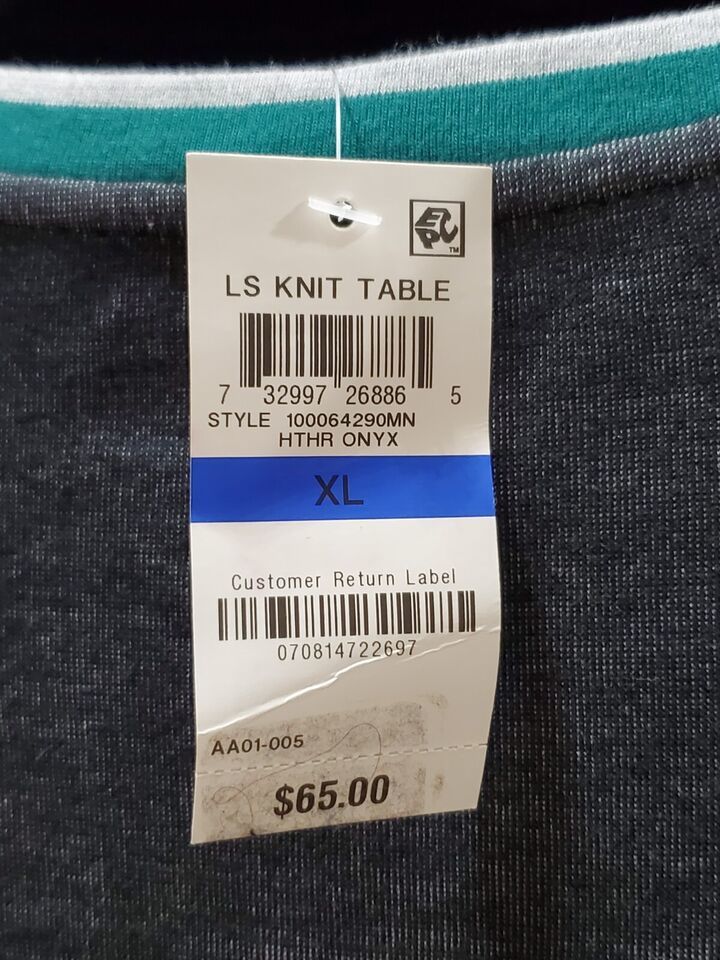 EPC™
LS KNIT TABLE
7 32997 26886 5
STYLE 100064290MN
HTHR ONYX
XL
Customer Return Label
070814722697
AA01-005
$65.00